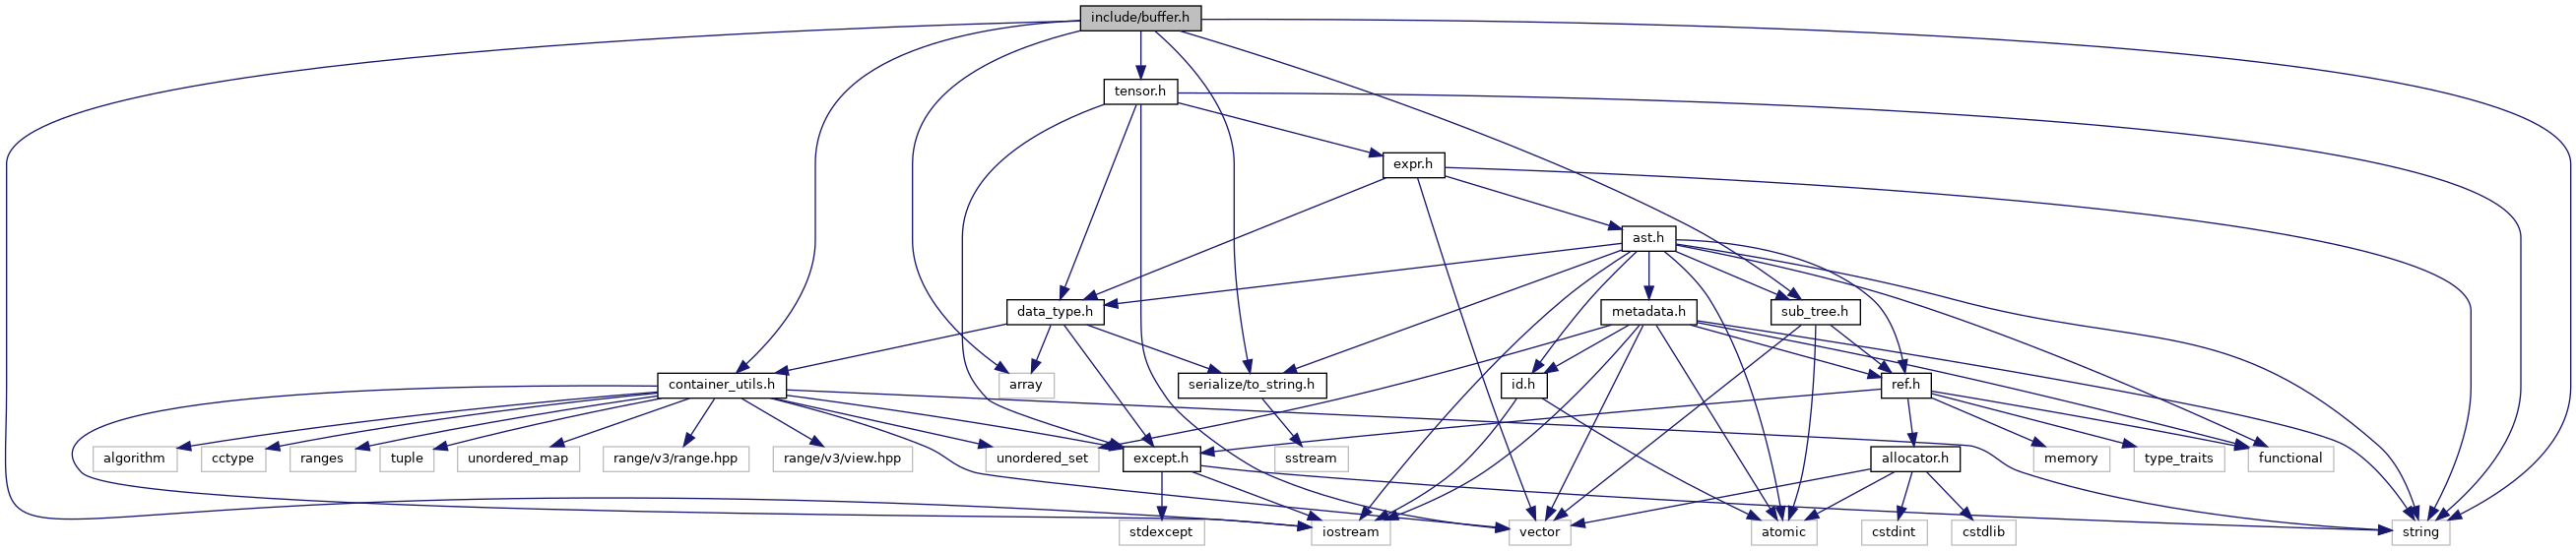 include/buffer.h
tensor.h
expr.h
ast.h
data_type.h
metadata.h
sub_tree.h
container_utils.h
array
serialize/to_string.h
id.h
ref.h
algorithm
cctype
ranges
tuple
unordered_map
range/v3/range.hpp
range/v3/view.hpp
unordered_set
except.h
sstream
allocator.h
memory
type_traits
functional
stdexcept
iostream
vector
atomic
cstdint
cstdlib
string